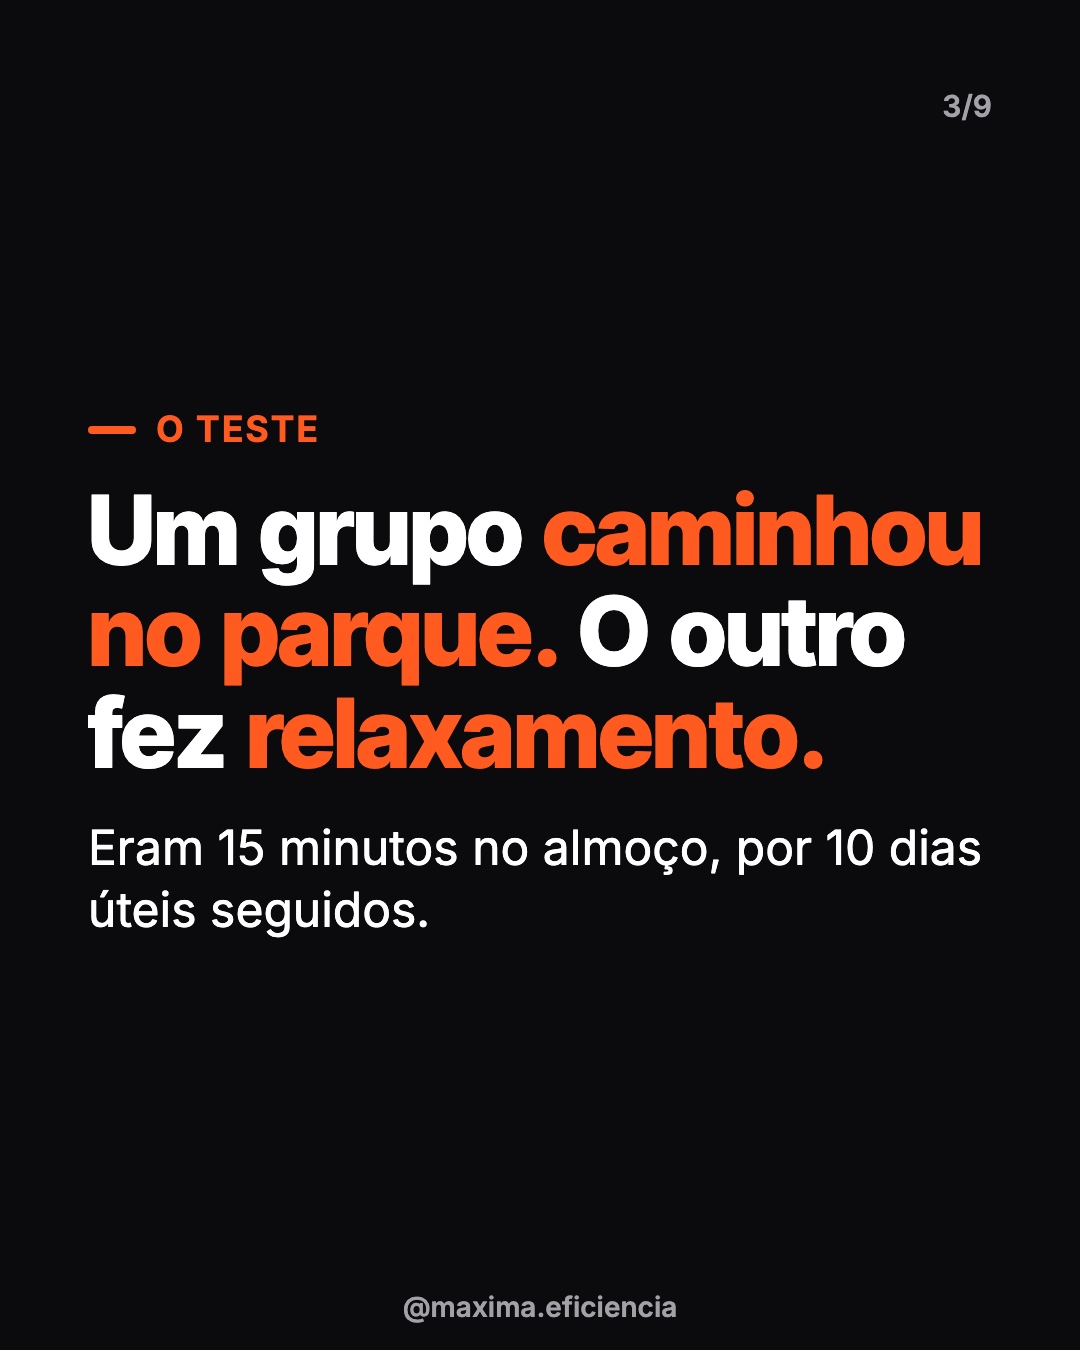 3/9
O TESTE
Um grupo caminhou
no parque. O outro
fez relaxamento.
Eram 15 minutos no almoço, por 10 dias
úteis seguidos.
@maxima.eficiencia